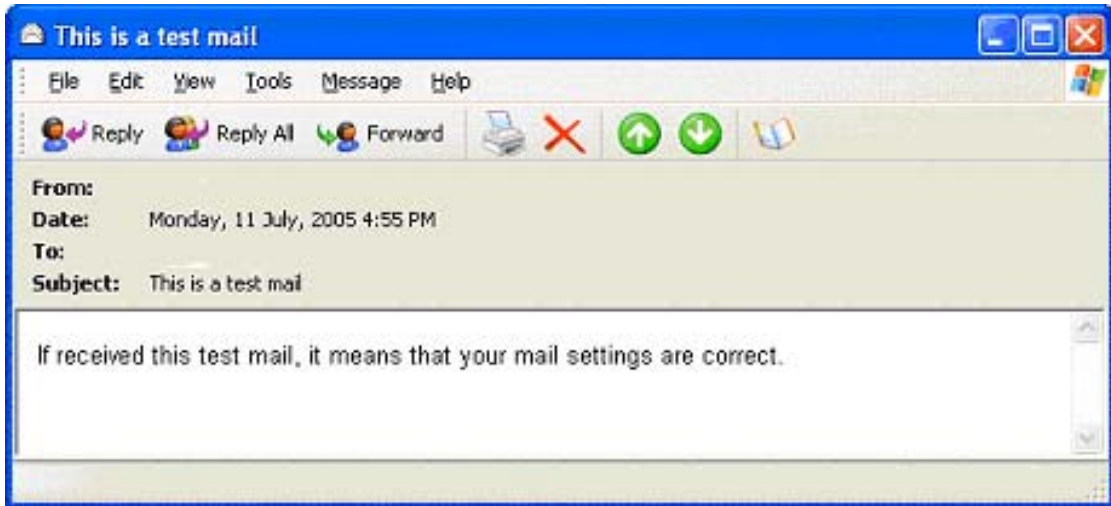 This is a test mail
File Edit View Tools Message Help
Reply Reply All Forward
From:
Date: Monday, 11 July, 2005 4:55 PM
To:
Subject: This is a test mail
If received this test mail, it means that your mail settings are correct.